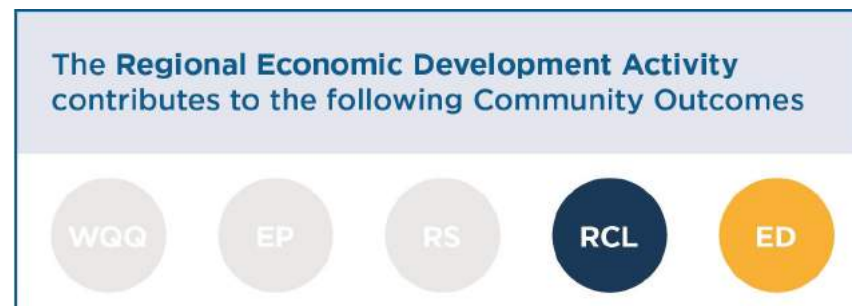 The Regional Economic Development Activity
contributes to the following Community Outcomes
WQQ EP RS RCL ED